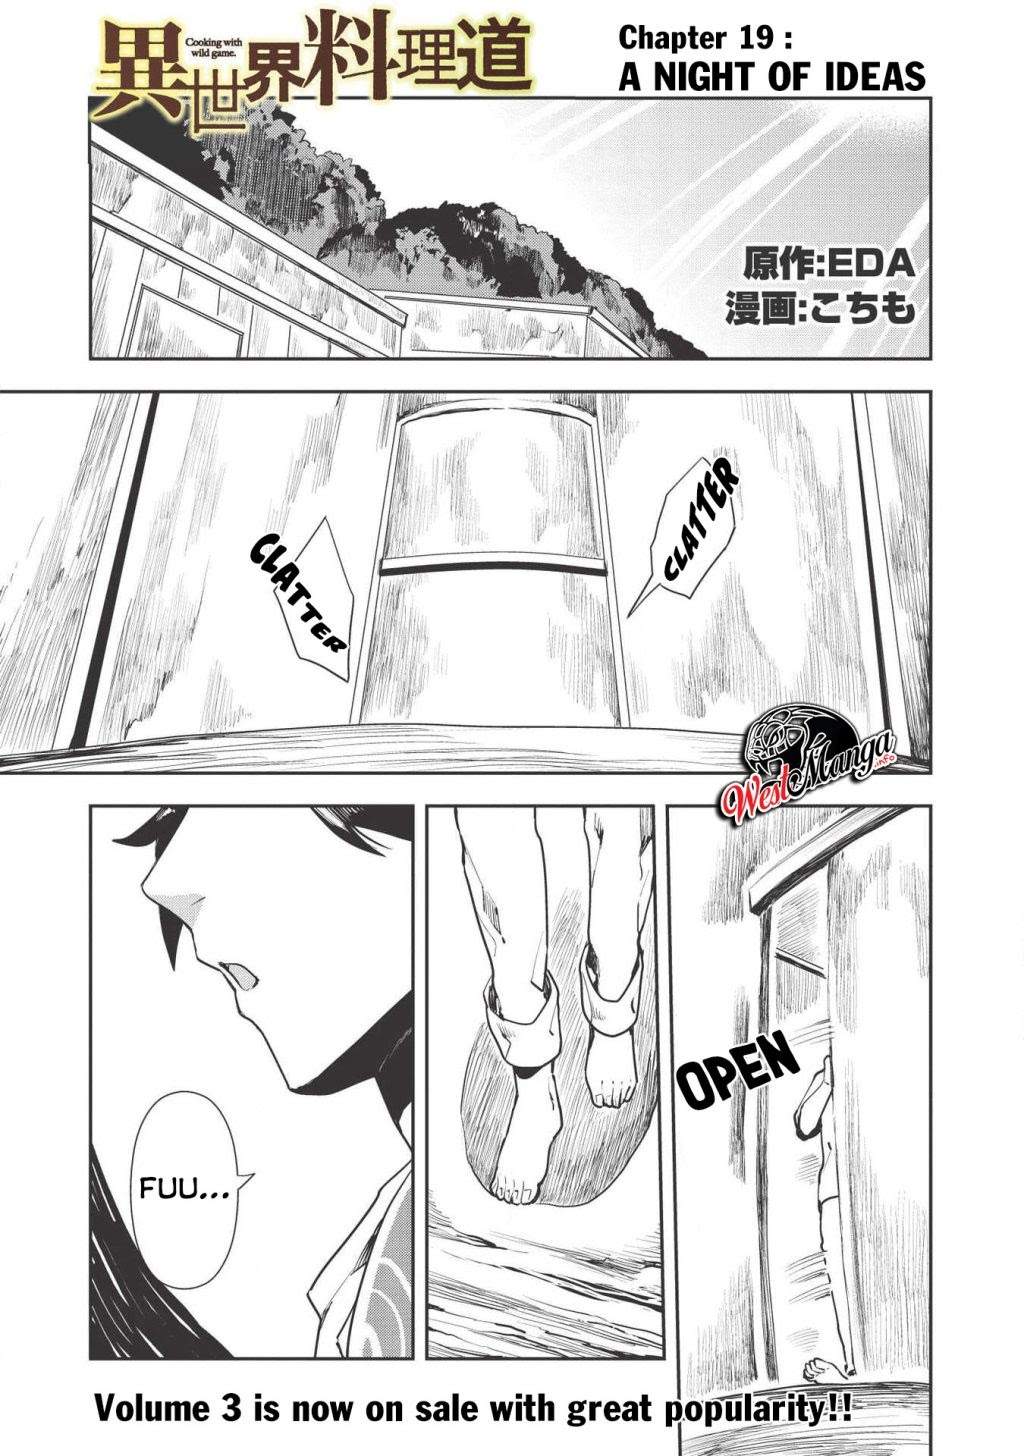 異世界料理道
Cooking with
wild game.
Chapter 19 :
A NIGHT OF IDEAS
原作:EDA
漫画:こちも
CLATTER
CLATTER
WestManga
.info
OPEN
FUU...
Volume 3 is now on sale with great popularity!!